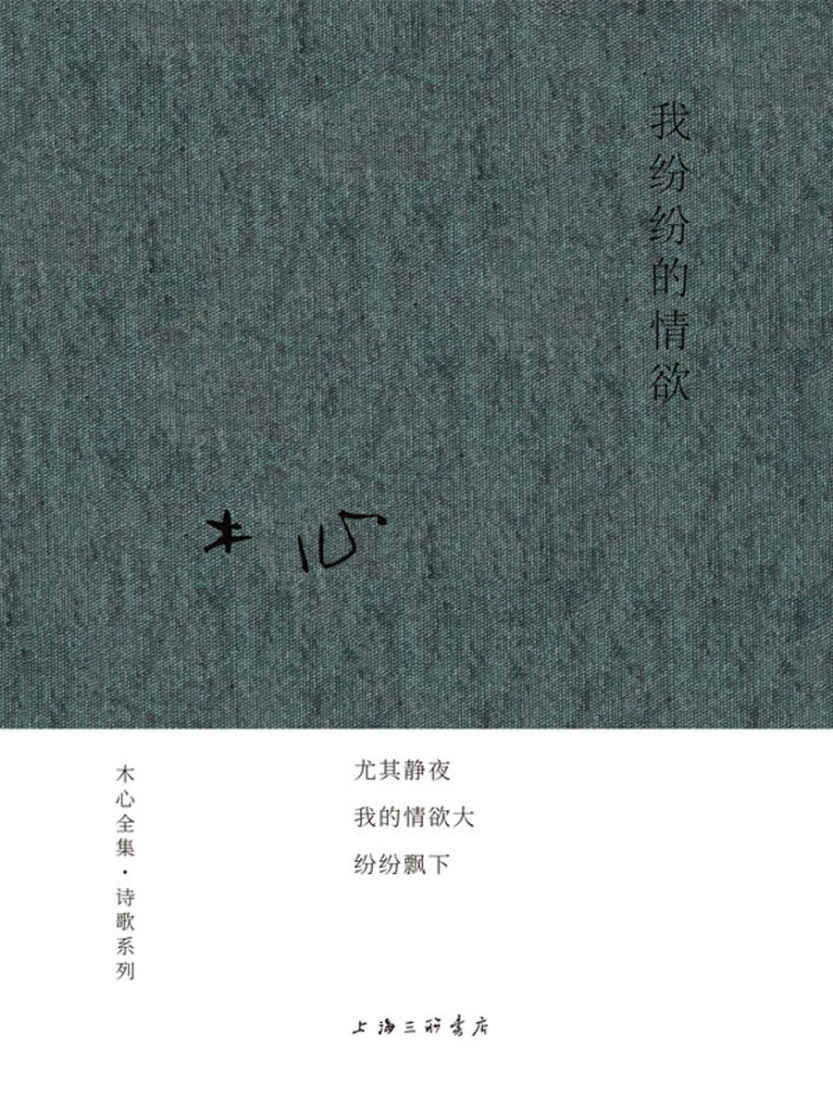 我纷纷的情欲
木心
木心全集·诗歌系列
尤其静夜
我的情欲大
纷纷飘下
上海三联书店